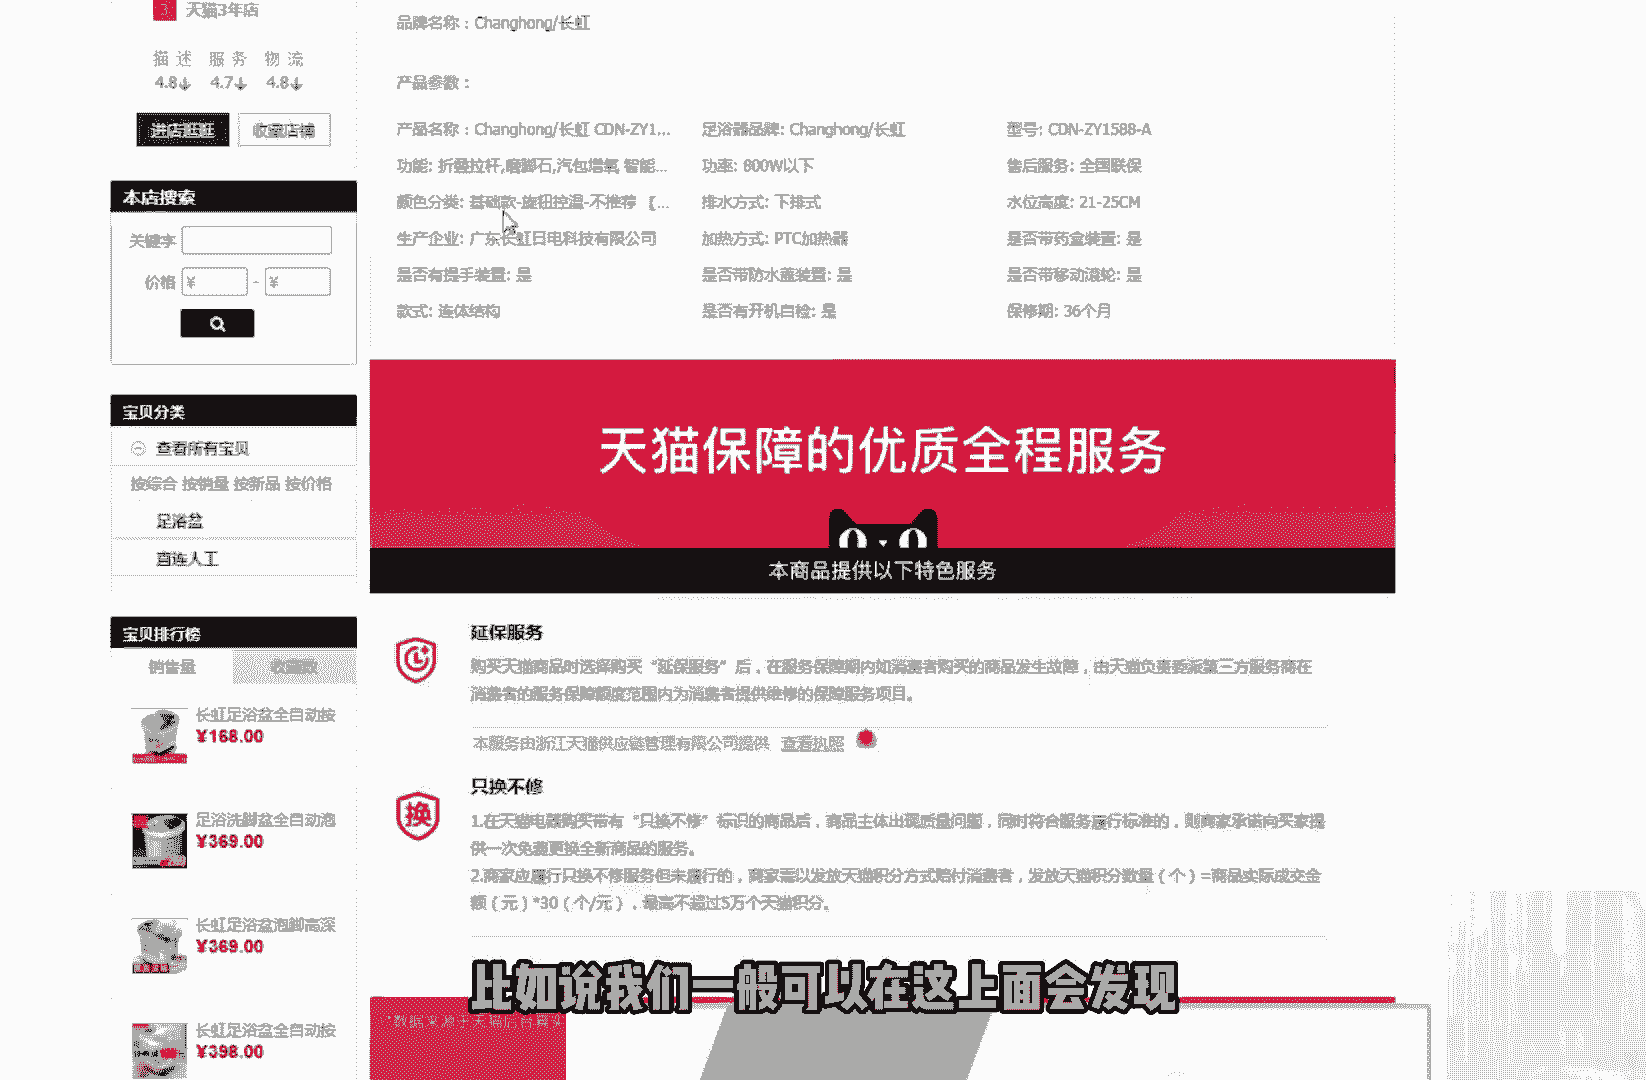 3 天猫3年店
描述 服务 物流
4.8↓ 4.7↓ 4.8↓
进店逛逛 收藏店铺
本店搜索
关键字
价格 ¥ - ¥
宝贝分类
查看所有宝贝
按综合 按销量 按新品 按价格
足浴盆
直连人工
宝贝排行榜
销售量 收藏数
长虹足浴盆全自动按
¥168.00
足浴洗脚盆全自动泡
¥369.00
长虹足浴盆泡脚高深
¥369.00
长虹足浴盆全自动按
¥398.00
品牌名称：Changhong/长虹
产品参数：
产品名称：Changhong/长虹 CDN-ZY1... 足浴器品牌: Changhong/长虹 型号: CDN-ZY1588-A
功能: 折叠拉杆,磨脚石,汽包增氧 智能... 功率: 800W以下 售后服务: 全国联保
颜色分类: 基础款-旋钮控温-不推荐 【... 排水方式: 下排式 水位高度: 21-25CM
生产企业: 广东长虹日电科技有限公司 加热方式: PTC加热器 是否带药盒装置: 是
是否有提手装置: 是 是否带防水盖装置: 是 是否带移动滚轮: 是
款式: 连体结构 是否有开机自检: 是 保修期: 36个月
天猫保障的优质全程服务
本商品提供以下特色服务
延保服务
购买天猫商品时选择购买“延保服务”后，在服务保障期内如消费者购买的商品发生故障，由天猫负责委派第三方服务商在
消费者的服务保障额度范围内为消费者提供维修的保障服务项目。
本服务由浙江天猫供应链管理有限公司提供 查看执照
换
只换不修
1.在天猫电器购买带有“只换不修”标识的商品后，商品主体出现质量问题，同时符合服务履行标准的，则商家承诺向买家提
供一次免费更换全新商品的服务。
2.商家应履行只换不修服务但未履行的，商家需以发放天猫积分方式赔付消费者，发放天猫积分数量（个）=商品实际成交金
额（元）*30（个/元），最高不超过5万个天猫积分。
比如说我们一般可以在这上面会发现